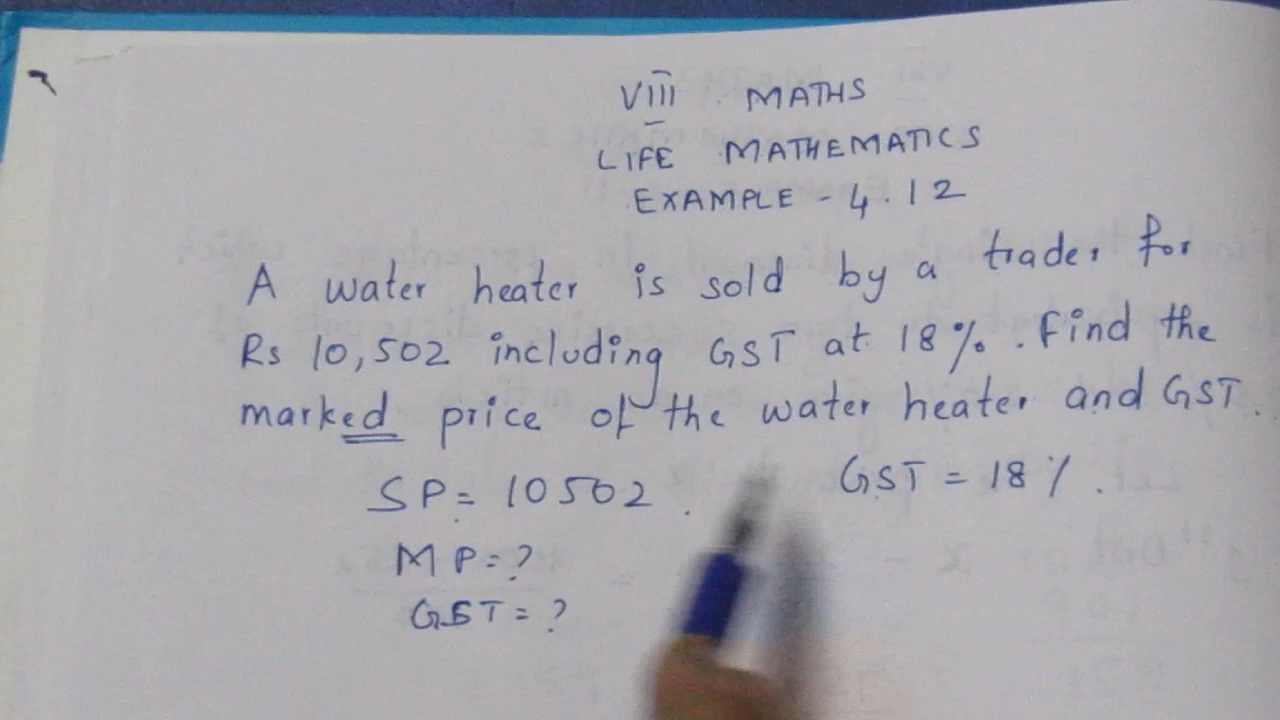 VIII MATHS
LIFE MATHEMATICS
EXAMPLE - 4.12
A water heater is sold by a trader for
Rs 10,502 including GST at 18%. Find the
marked price of the water heater and GST.
SP = 10502. GST = 18%.
MP = ?
GST = ?